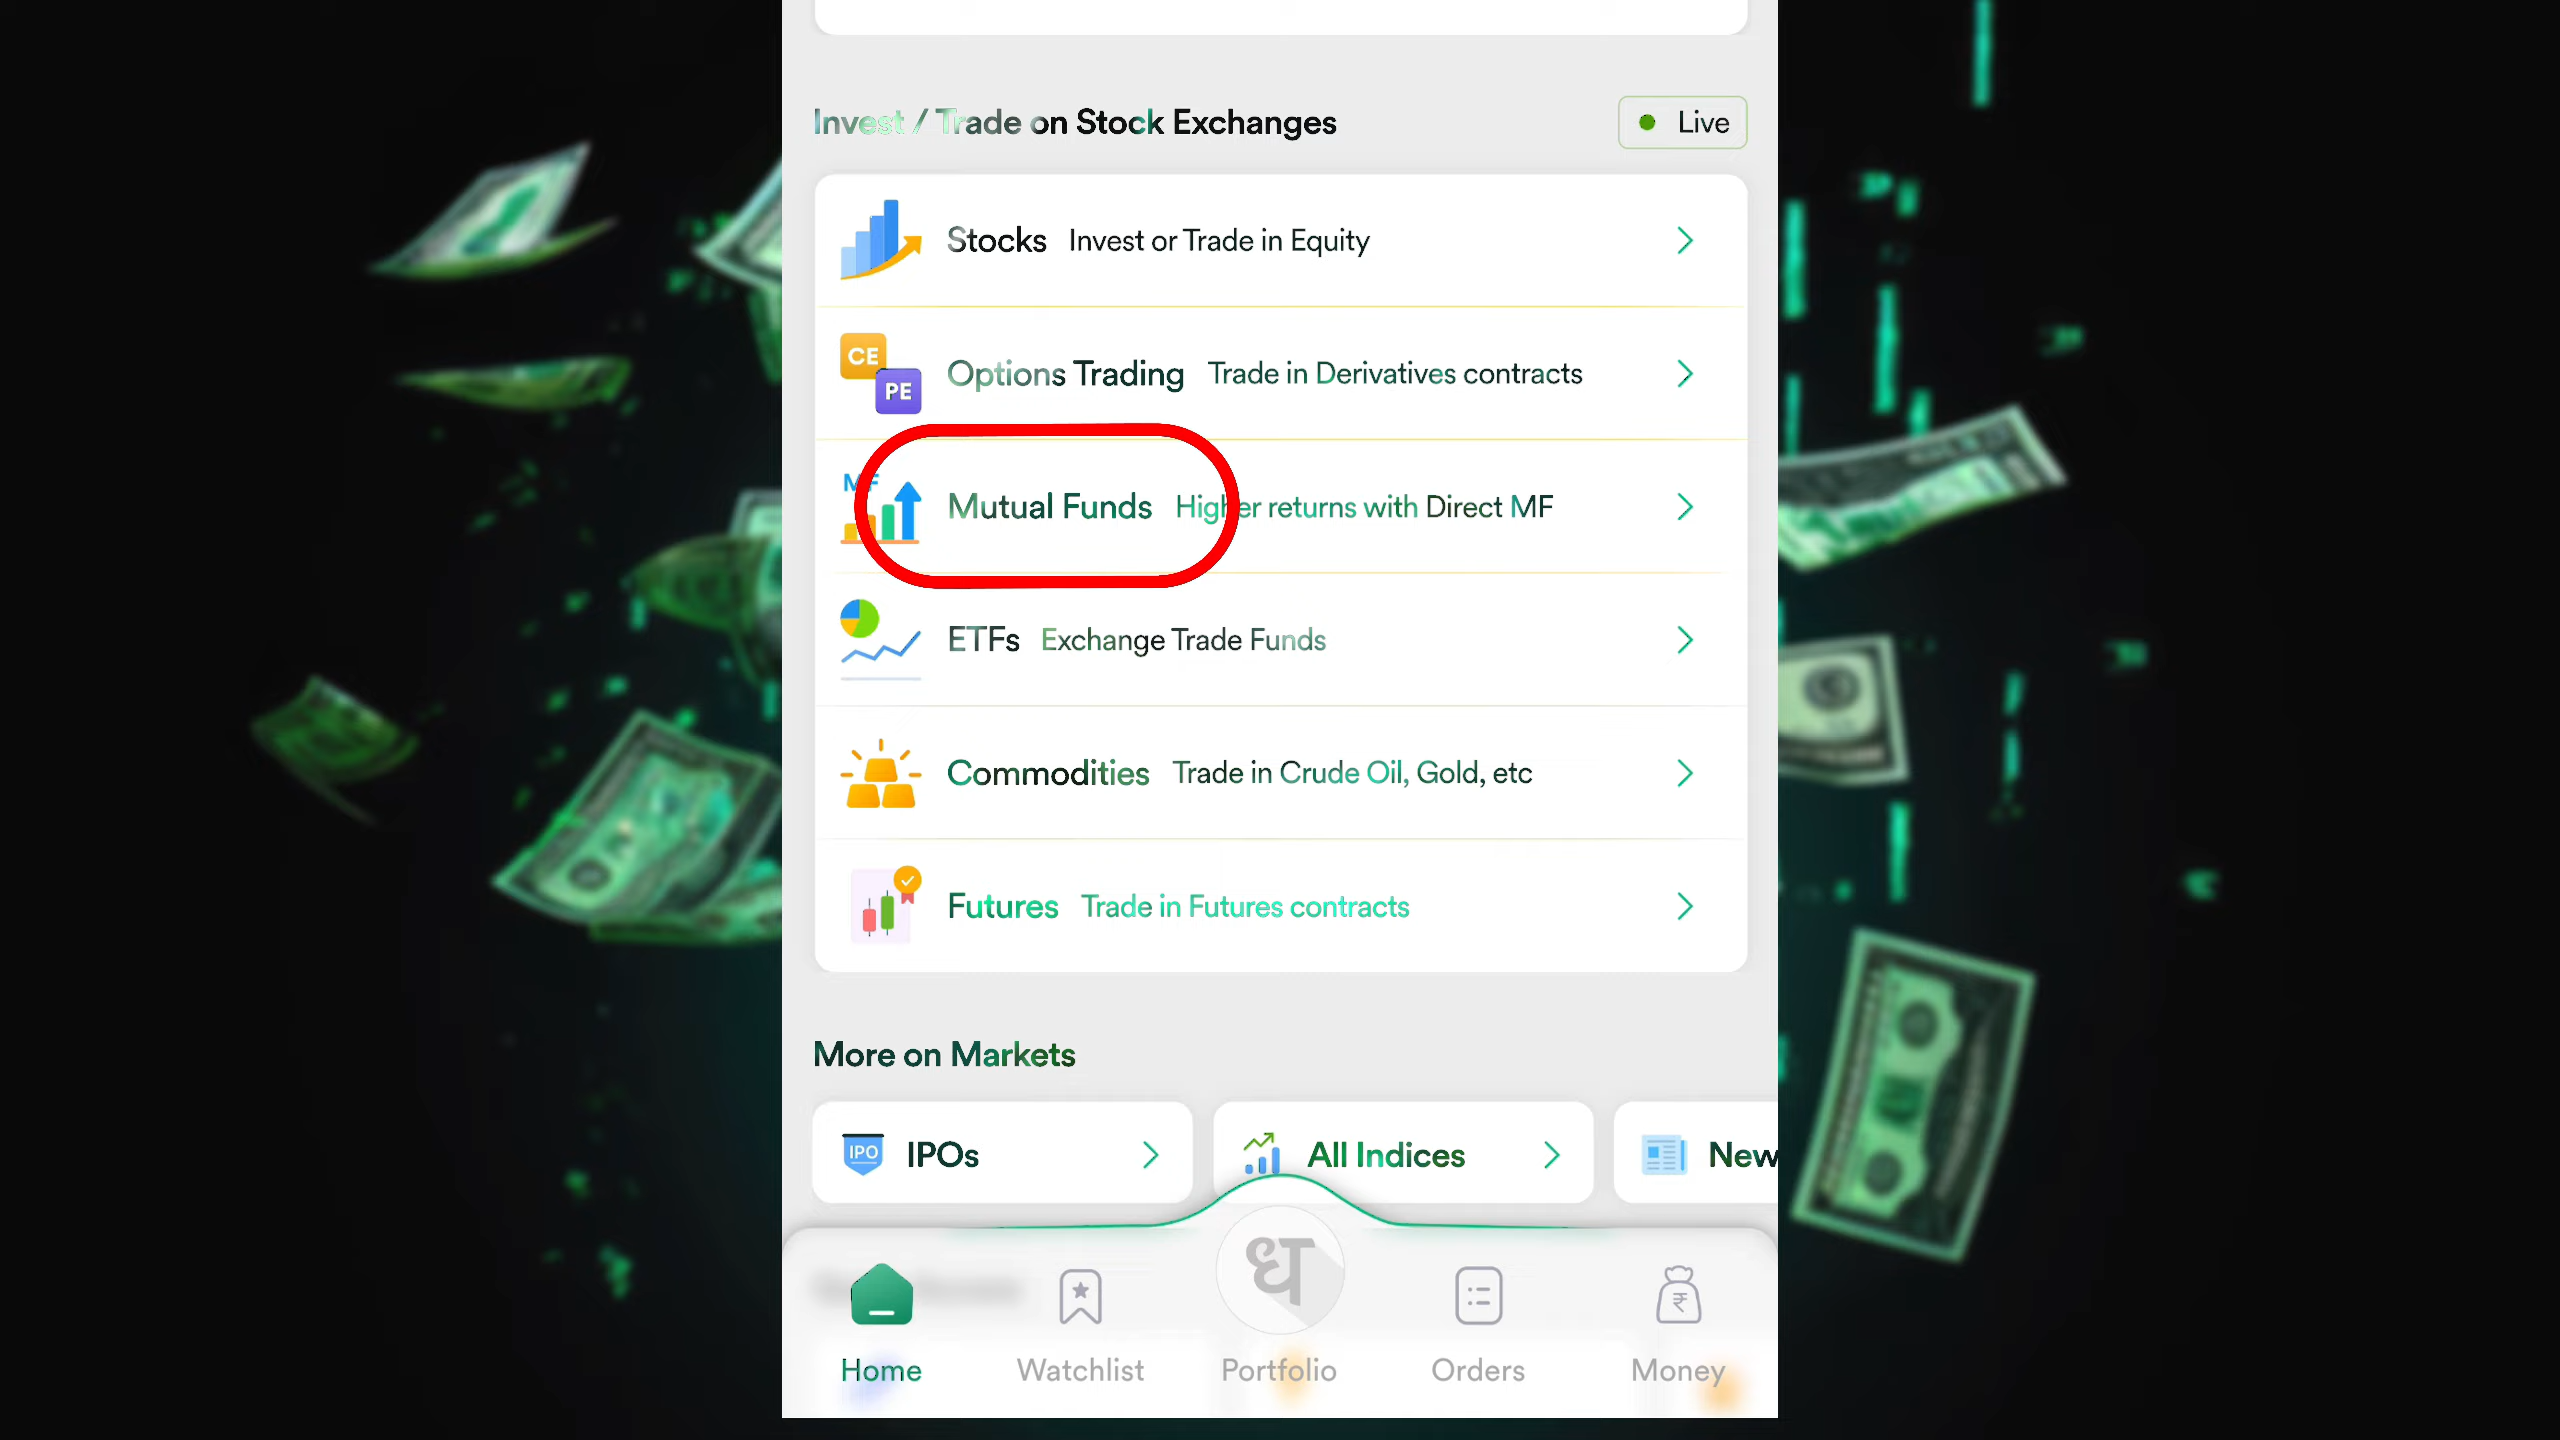 Invest / Trade on Stock Exchanges
Live
Stocks Invest or Trade in Equity
CE
PE
Options Trading Trade in Derivatives contracts
MF
Mutual Funds Higher returns with Direct MF
ETFs Exchange Trade Funds
Commodities Trade in Crude Oil, Gold, etc
Futures Trade in Futures contracts
More on Markets
IPO
IPOs
All Indices
New
ध
₹
Home
Watchlist
Portfolio
Orders
Money